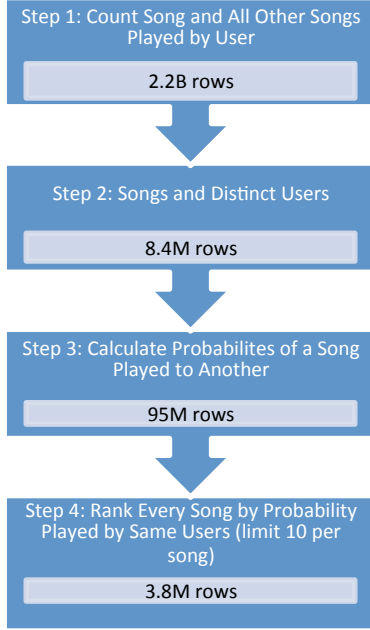 Step 1: Count Song and All Other Songs
Played by User
2.2B rows
Step 2: Songs and Distinct Users
8.4M rows
Step 3: Calculate Probabilites of a Song
Played to Another
95M rows
Step 4: Rank Every Song by Probability
Played by Same Users (limit 10 per
song)
3.8M rows